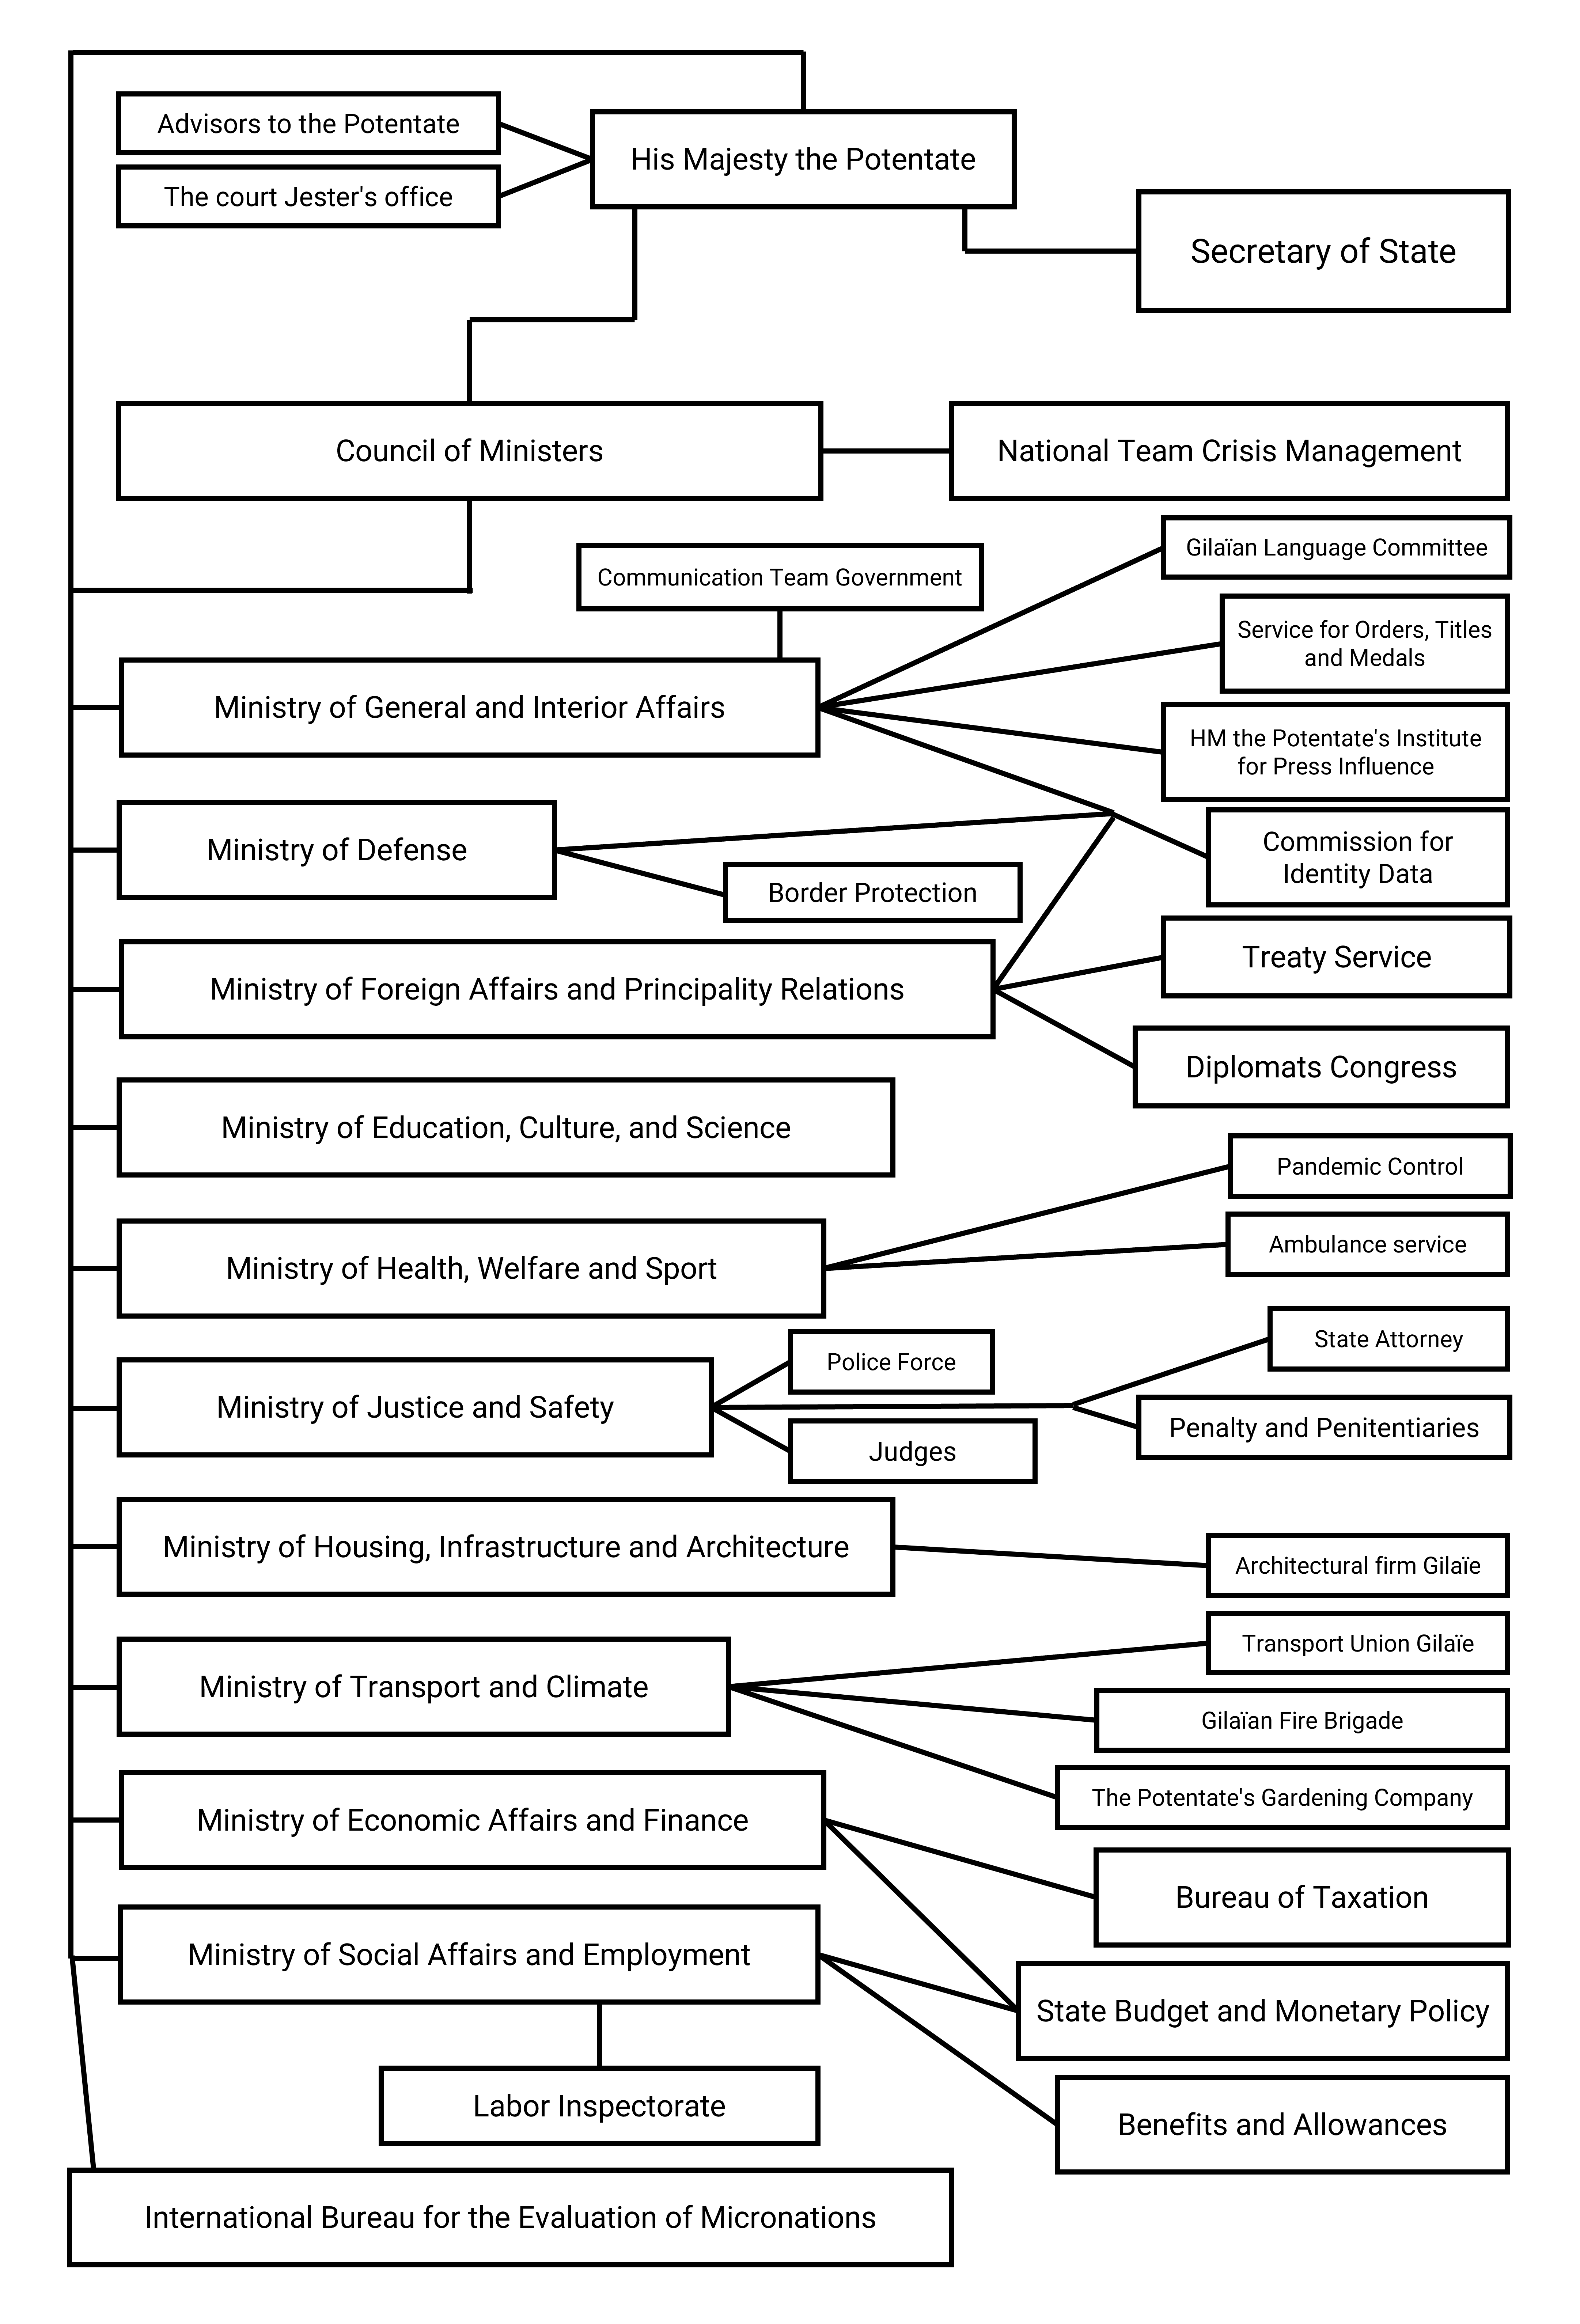 Advisors to the Potentate
His Majesty the Potentate
The court Jester's office
Secretary of State
Council of Ministers
National Team Crisis Management
Gilaïan Language Committee
Communication Team Government
Service for Orders, Titles
and Medals
Ministry of General and Interior Affairs
HM the Potentate's Institute
for Press Influence
Ministry of Defense
Commission for
Identity Data
Border Protection
Treaty Service
Ministry of Foreign Affairs and Principality Relations
Diplomats Congress
Ministry of Education, Culture, and Science
Pandemic Control
Ambulance service
Ministry of Health, Welfare and Sport
State Attorney
Police Force
Ministry of Justice and Safety
Penalty and Penitentiaries
Judges
Ministry of Housing, Infrastructure and Architecture
Architectural firm Gilaïe
Transport Union Gilaïe
Ministry of Transport and Climate
Gilaïan Fire Brigade
The Potentate's Gardening Company
Ministry of Economic Affairs and Finance
Bureau of Taxation
Ministry of Social Affairs and Employment
State Budget and Monetary Policy
Labor Inspectorate
Benefits and Allowances
International Bureau for the Evaluation of Micronations